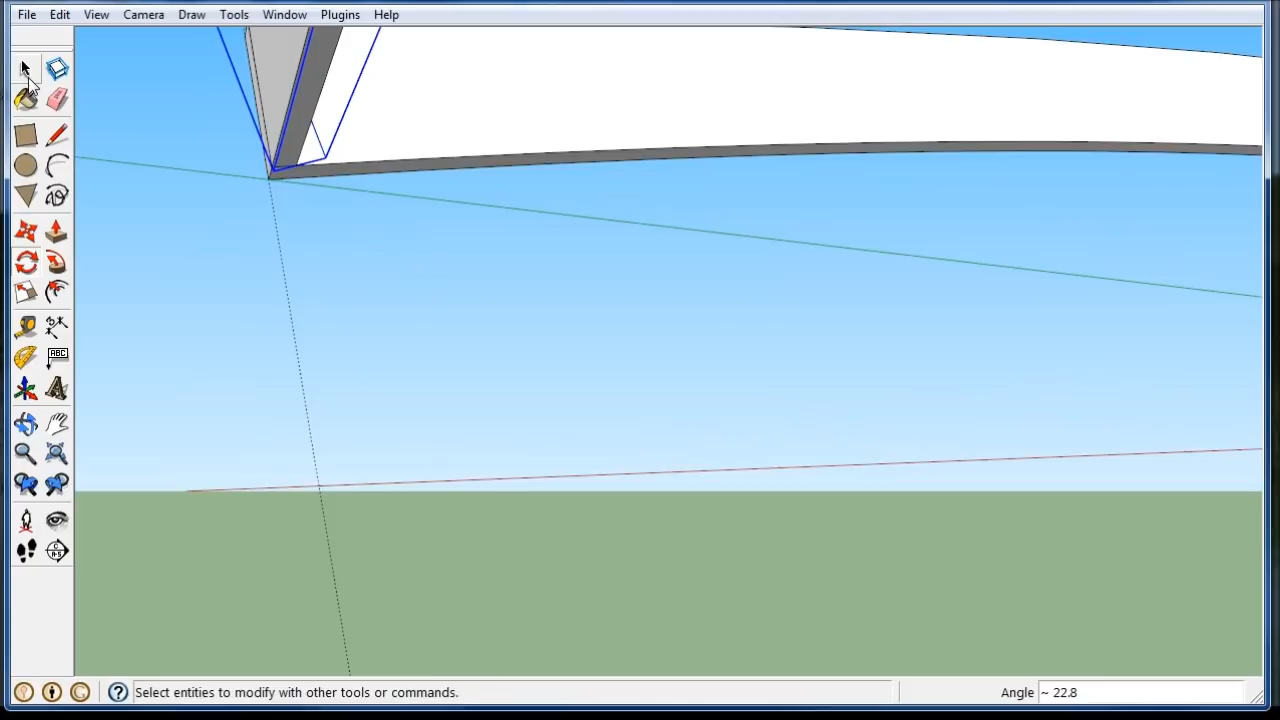 File Edit View Camera Draw Tools Window Plugins Help
ABC
A
Select entities to modify with other tools or commands.
Angle ~ 22.8